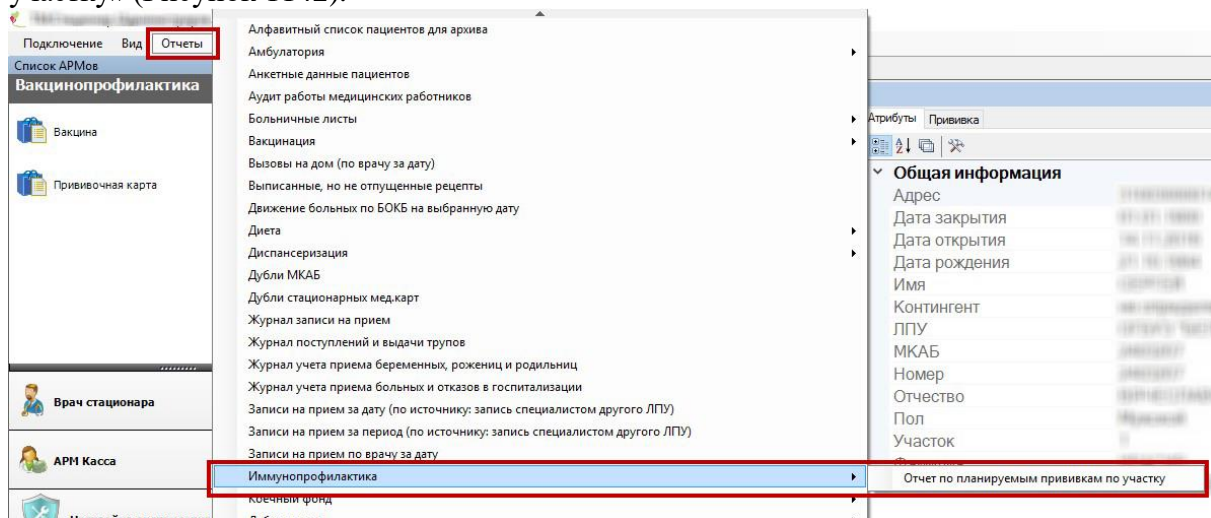 Подключение Вид Отчеты
Список АРМов
Вакцинопрофилактика
Вакцина
Прививочная карта
Врач стационара
АРМ Касса
Алфавитный список пациентов для архива
Амбулатория
Анкетные данные пациентов
Аудит работы медицинских работников
Больничные листы
Вакцинация
Вызовы на дом (по врачу за дату)
Выписанные, но не отпущенные рецепты
Движение больных по БОКБ на выбранную дату
Диета
Диспансеризация
Дубли МКАБ
Дубли стационарных мед.карт
Журнал записи на прием
Журнал поступлений и выдачи трупов
Журнал учета приема беременных, рожениц и родильниц
Журнал учета приема больных и отказов в госпитализации
Записи на прием за дату (по источнику: запись специалистом другого ЛПУ)
Записи на прием за период (по источнику: запись специалистом другого ЛПУ)
Записи на прием по врачу за дату
Иммунопрофилактика
Коечный фонд
Атрибуты Прививка
Общая информация
Адрес
Дата закрытия
Дата открытия
Дата рождения
Имя
Контингент
ЛПУ
МКАБ
Номер
Отчество
Пол
Участок
Отчет по планируемым прививкам по участку